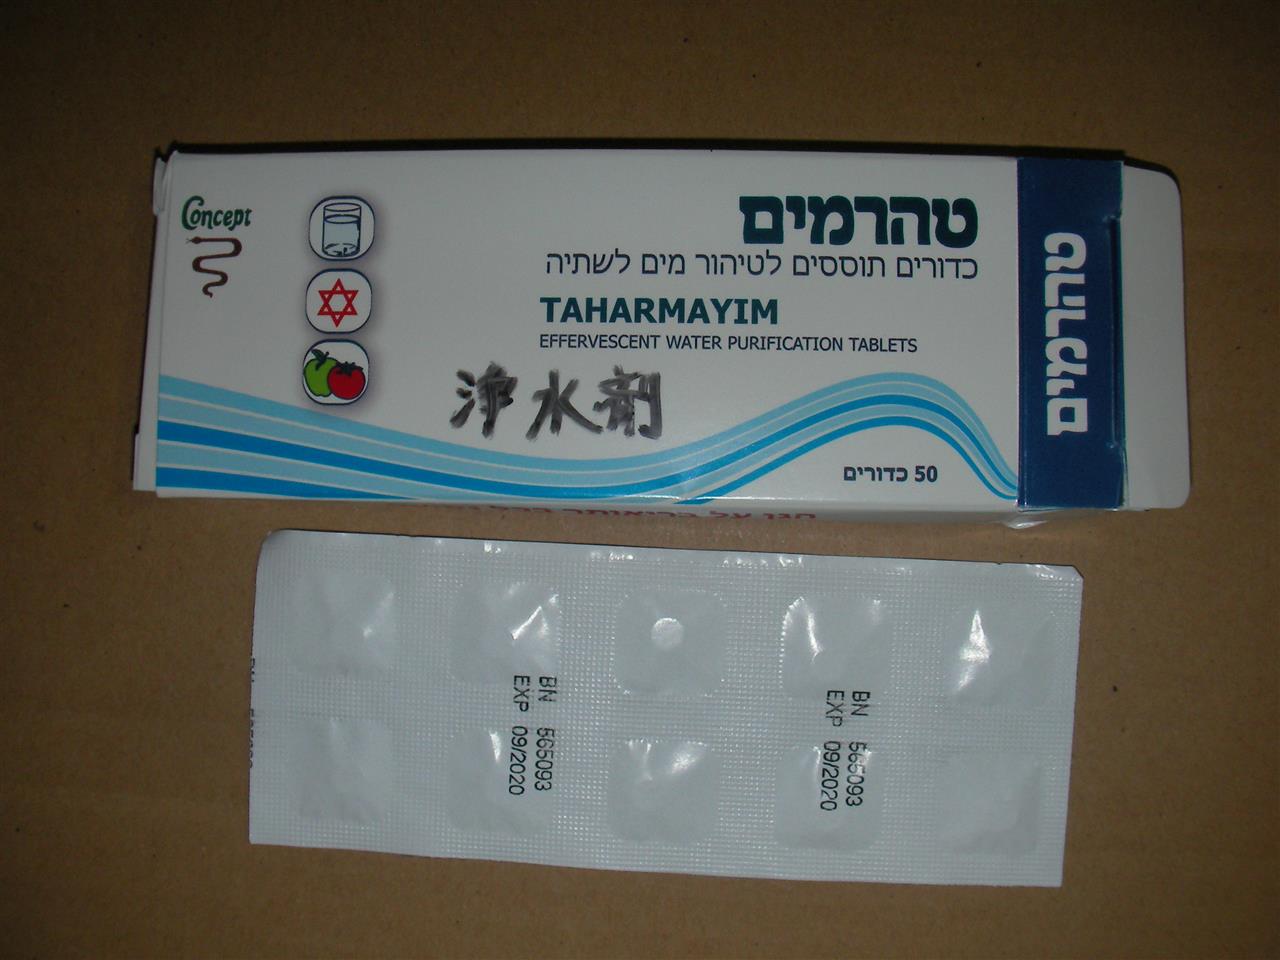 Concept
טהרמים
כדורים תוססים לטיהור מים לשתיה
TAHARMAYIM
EFFERVESCENT WATER PURIFICATION TABLETS
浄水剤
50 כדורים
טהרמים
BN 565093
EXP 09/2020
BN 565093
EXP 09/2020